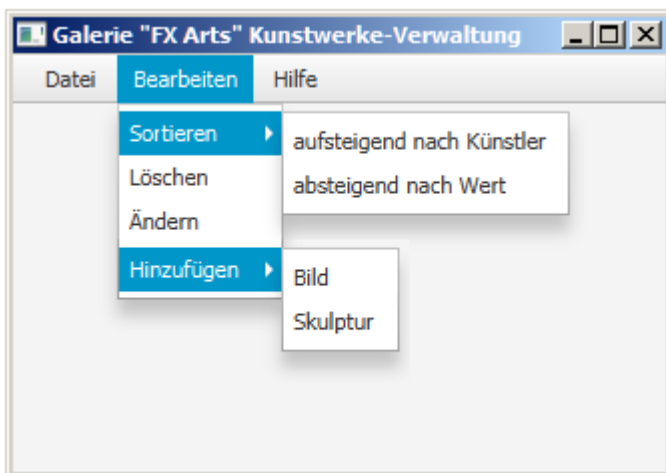 Galerie "FX Arts" Kunstwerke-Verwaltung
Datei Bearbeiten Hilfe
Sortieren
aufsteigend nach Künstler
absteigend nach Wert
Löschen
Ändern
Hinzufügen
Bild
Skulptur